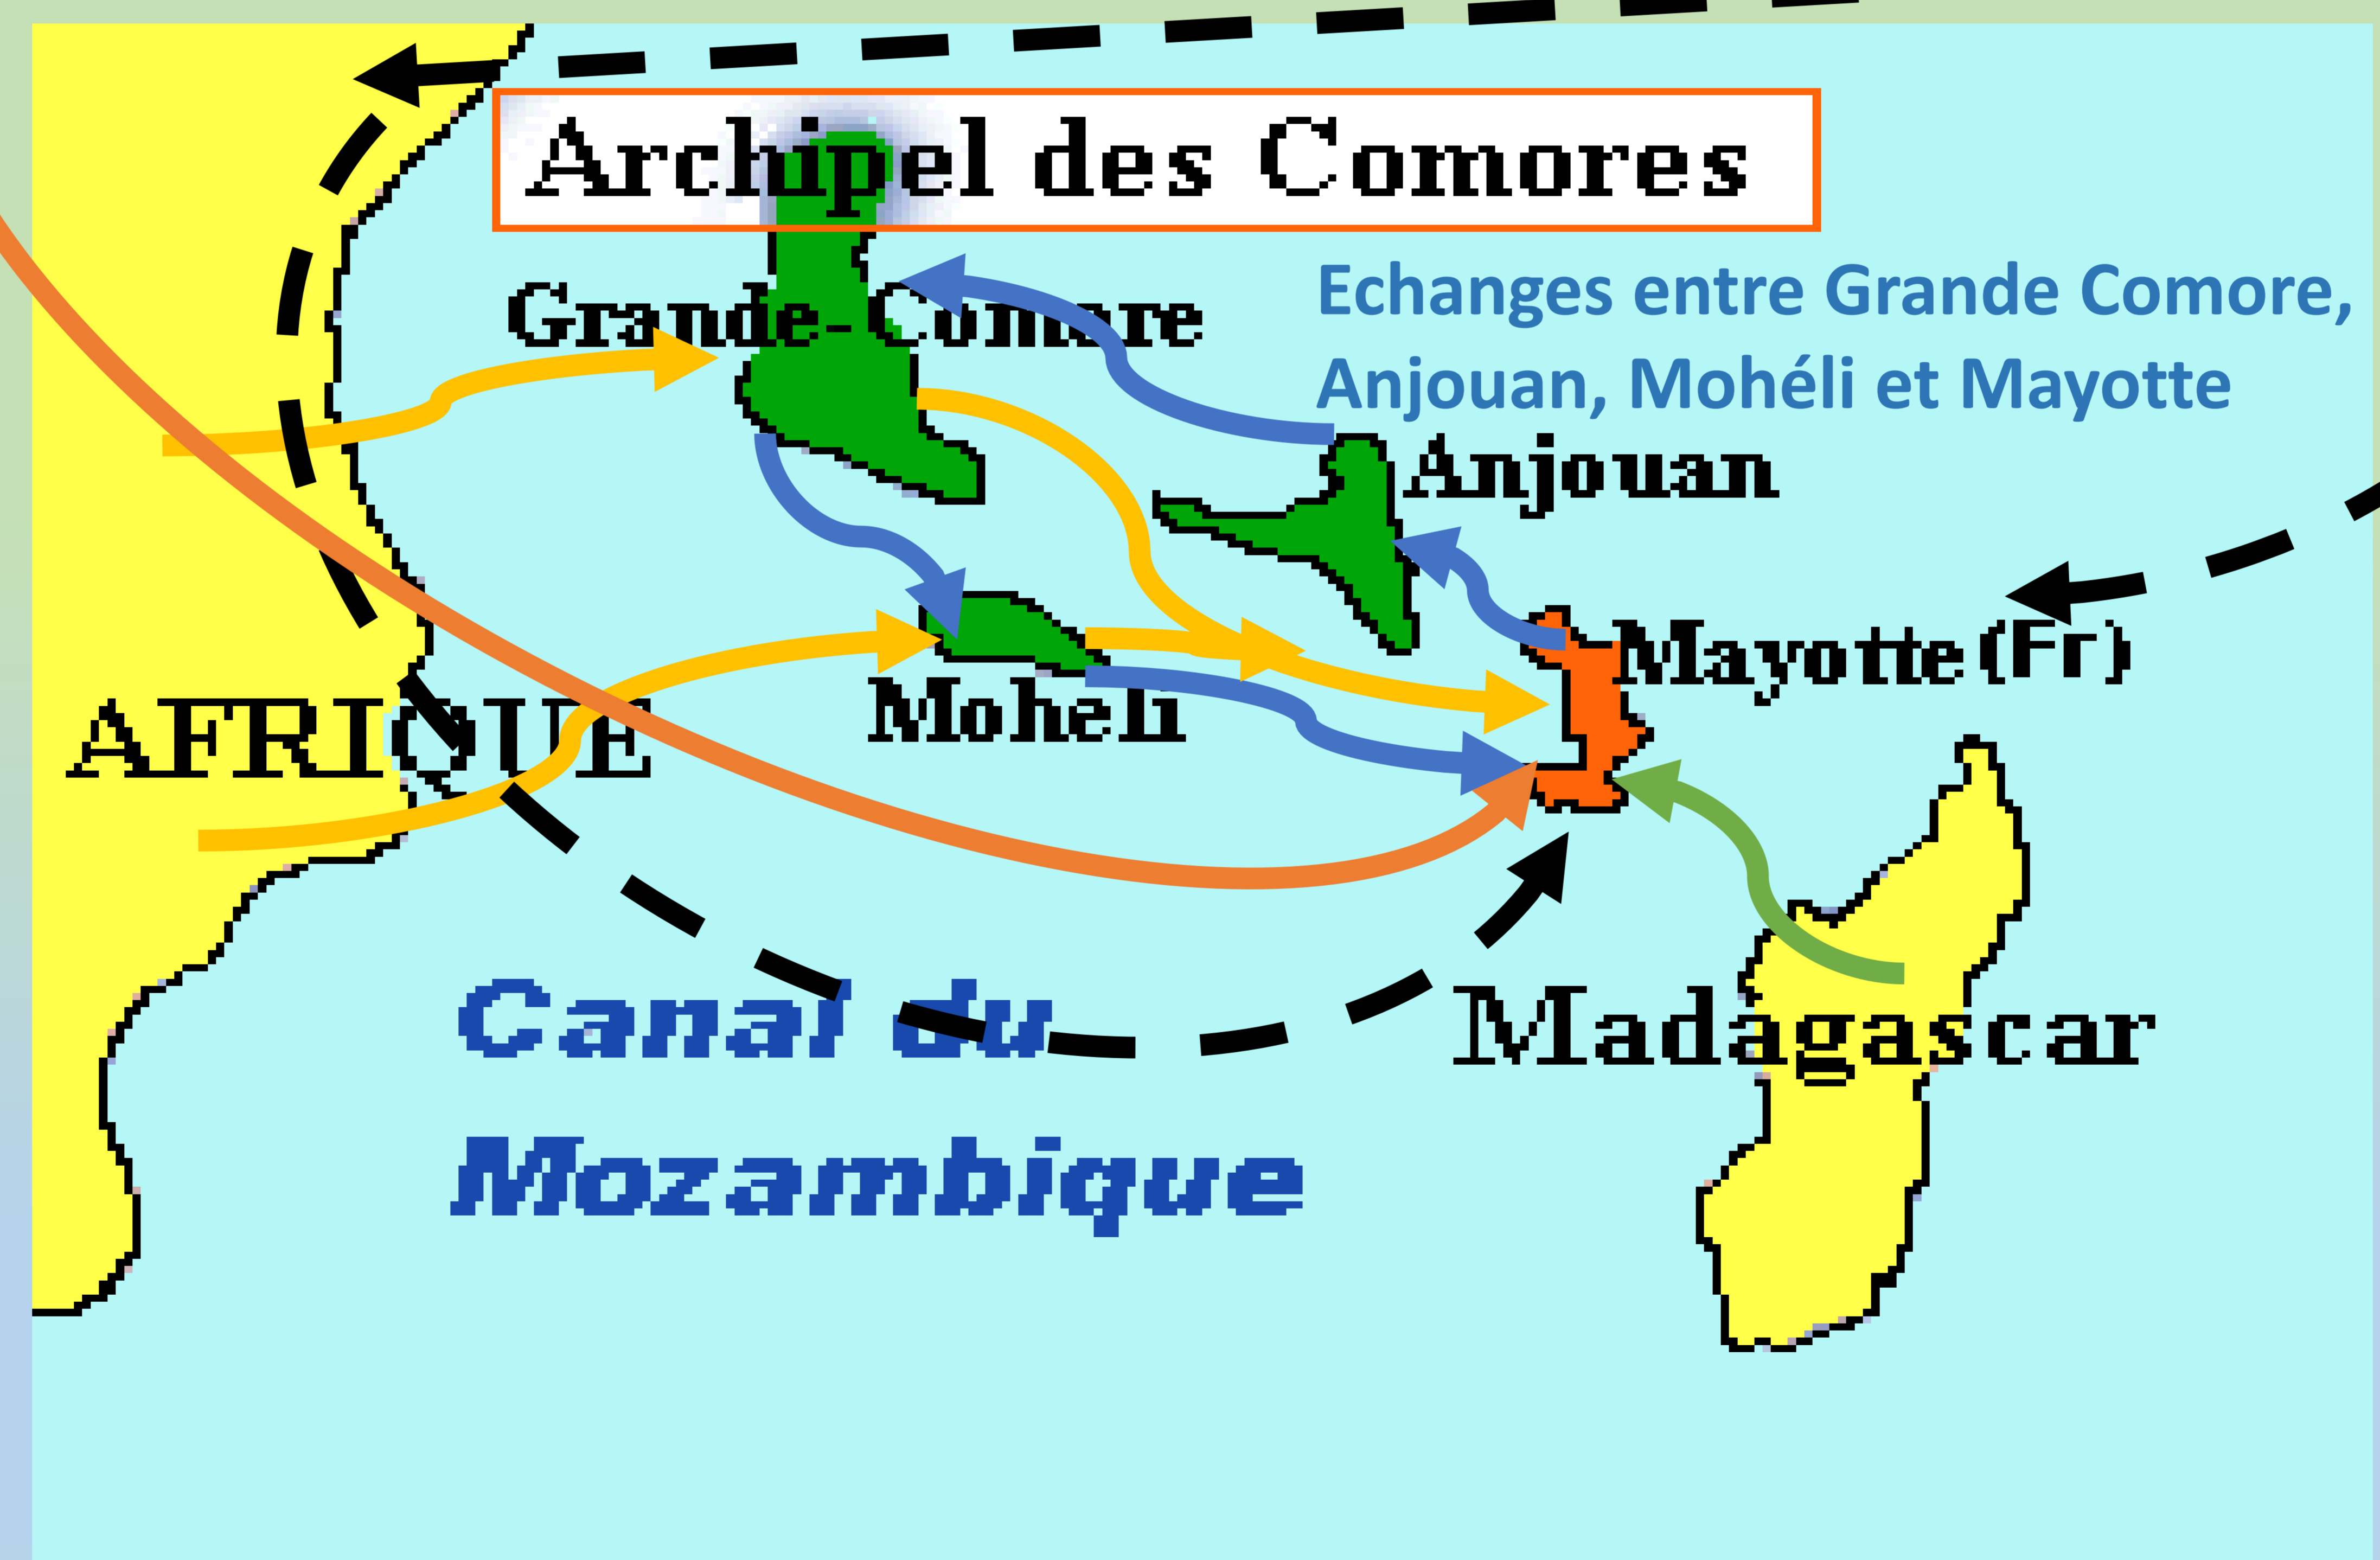 Archipel des Comores
Grande-Comore
Echanges entre Grande Comore,
Anjouan, Mohéli et Mayotte
Anjouan
Mayotte (Fr)
AFRIQUE
Moheli
Madagascar
Canal du
Mozambique